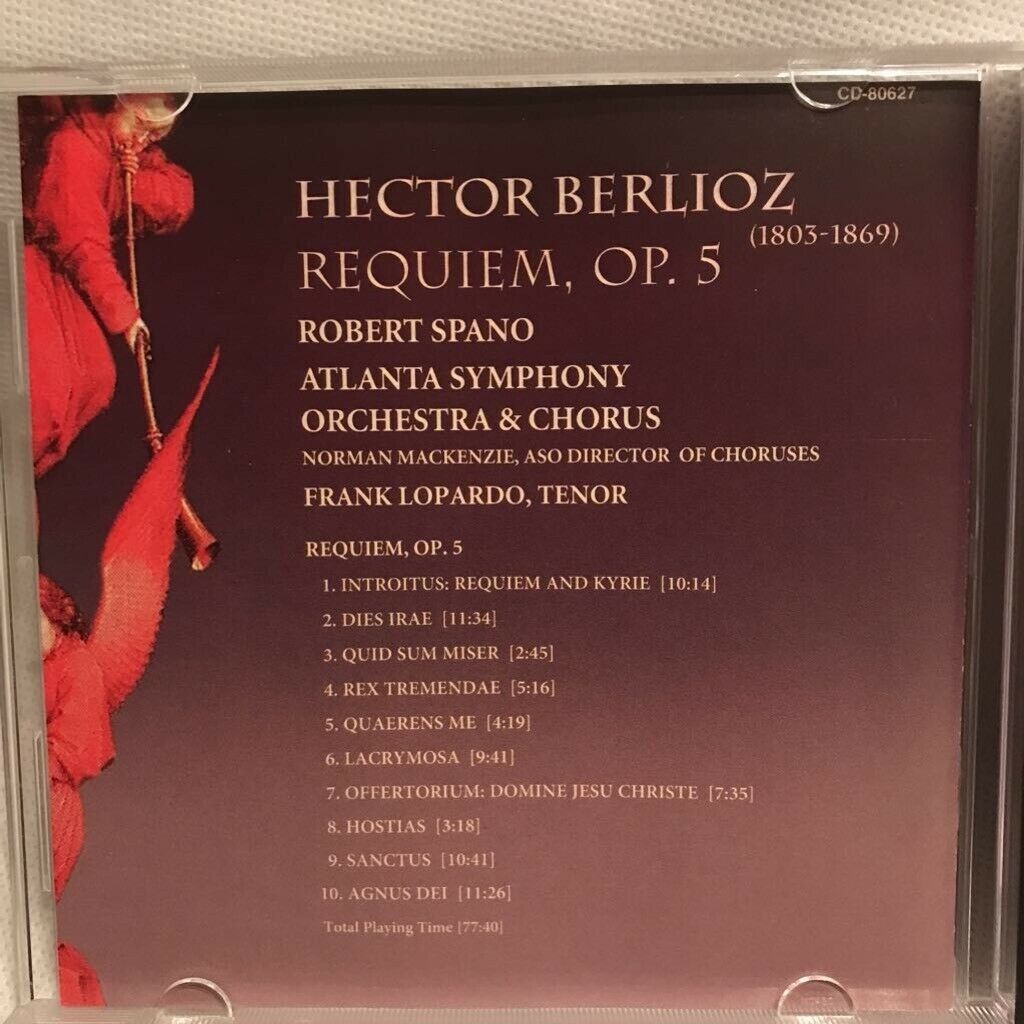 CD-80627
HECTOR BERLIOZ
(1803-1869)
REQUIEM, OP. 5
ROBERT SPANO
ATLANTA SYMPHONY
ORCHESTRA & CHORUS
NORMAN MACKENZIE, ASO DIRECTOR OF CHORUSES
FRANK LOPARDO, TENOR
REQUIEM, OP. 5
1. INTROITUS: REQUIEM AND KYRIE [10:14]
2. DIES IRAE [11:34]
3. QUID SUM MISER [2:45]
4. REX TREMENDAE [5:16]
5. QUAERENS ME [4:19]
6. LACRYMOSA [9:41]
7. OFFERTORIUM: DOMINE JESU CHRISTE [7:35]
8. HOSTIAS [3:18]
9. SANCTUS [10:41]
10. AGNUS DEI [11:26]
Total Playing Time [77:40]